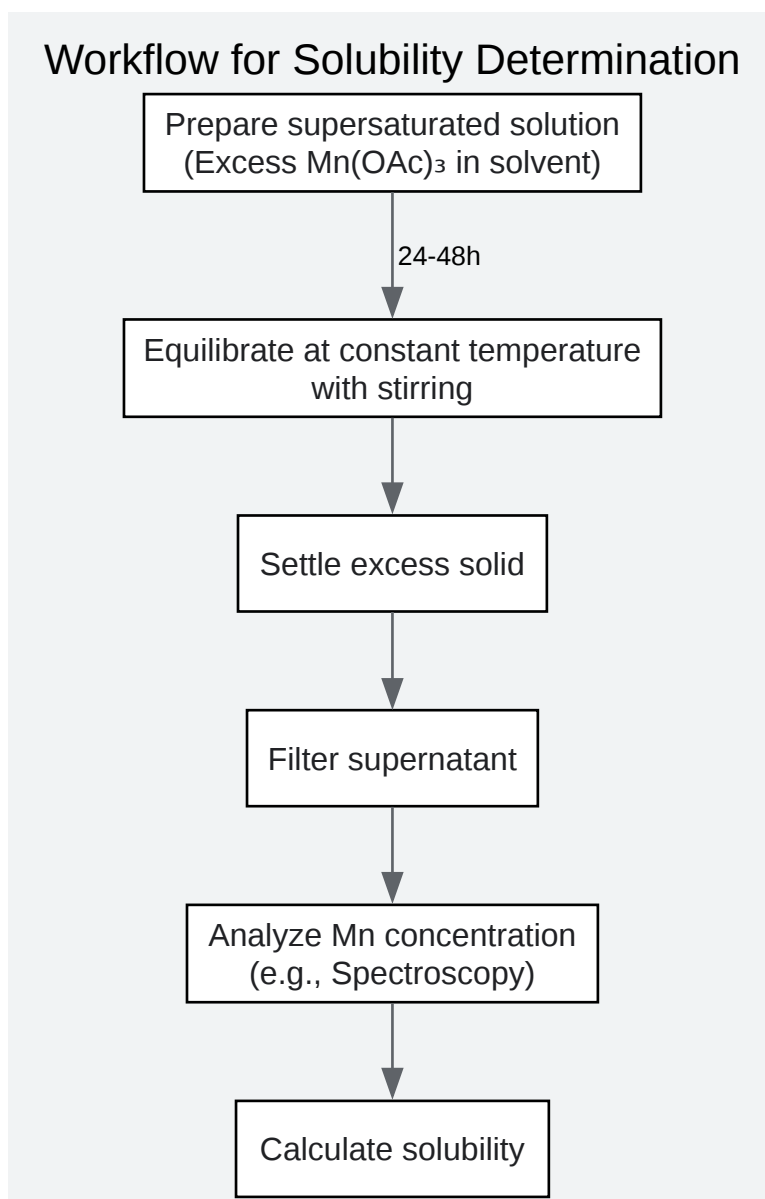 Workflow for Solubility Determination
Prepare supersaturated solution
(Excess Mn(OAc)₃ in solvent)
24-48h
Equilibrate at constant temperature
with stirring
Settle excess solid
Filter supernatant
Analyze Mn concentration
(e.g., Spectroscopy)
Calculate solubility